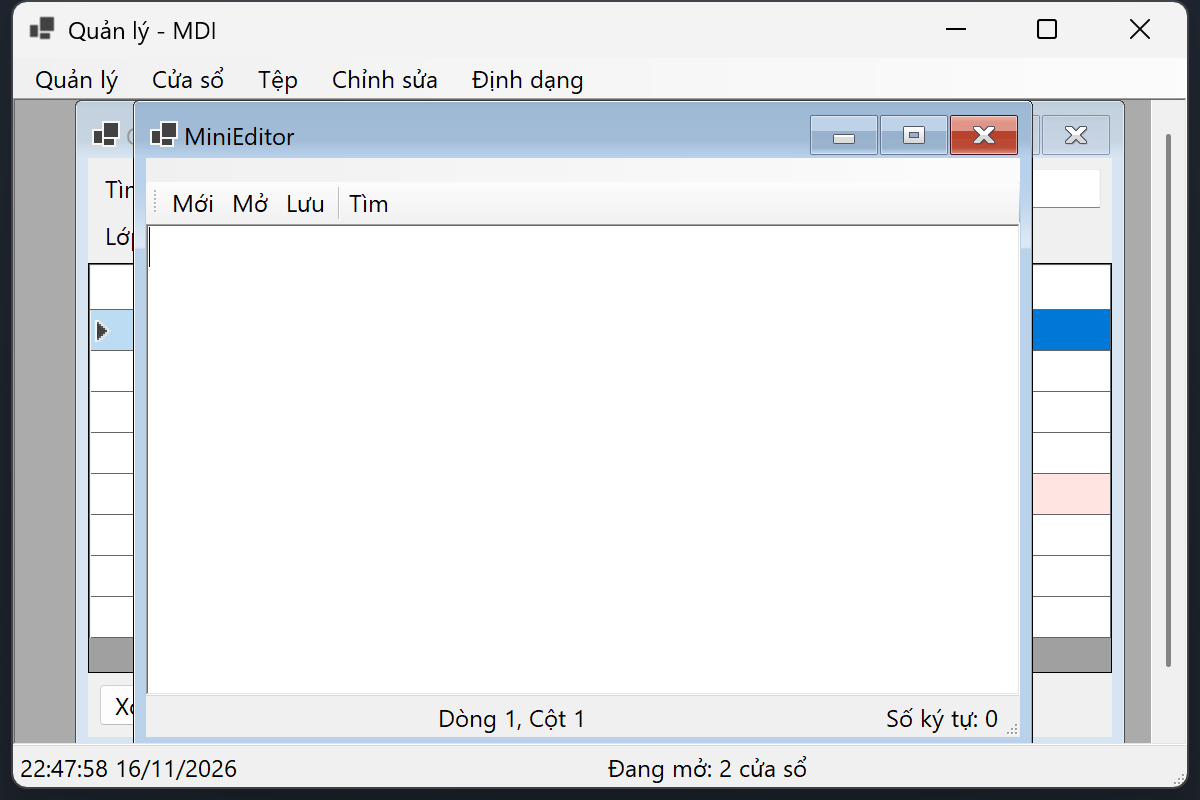 Quản lý - MDI
Quản lý Cửa sổ Tệp Chỉnh sửa Định dạng
MiniEditor
Mới Mở Lưu Tìm
Dòng 1, Cột 1 Số ký tự: 0
22:47:58 16/11/2026 Đang mở: 2 cửa sổ